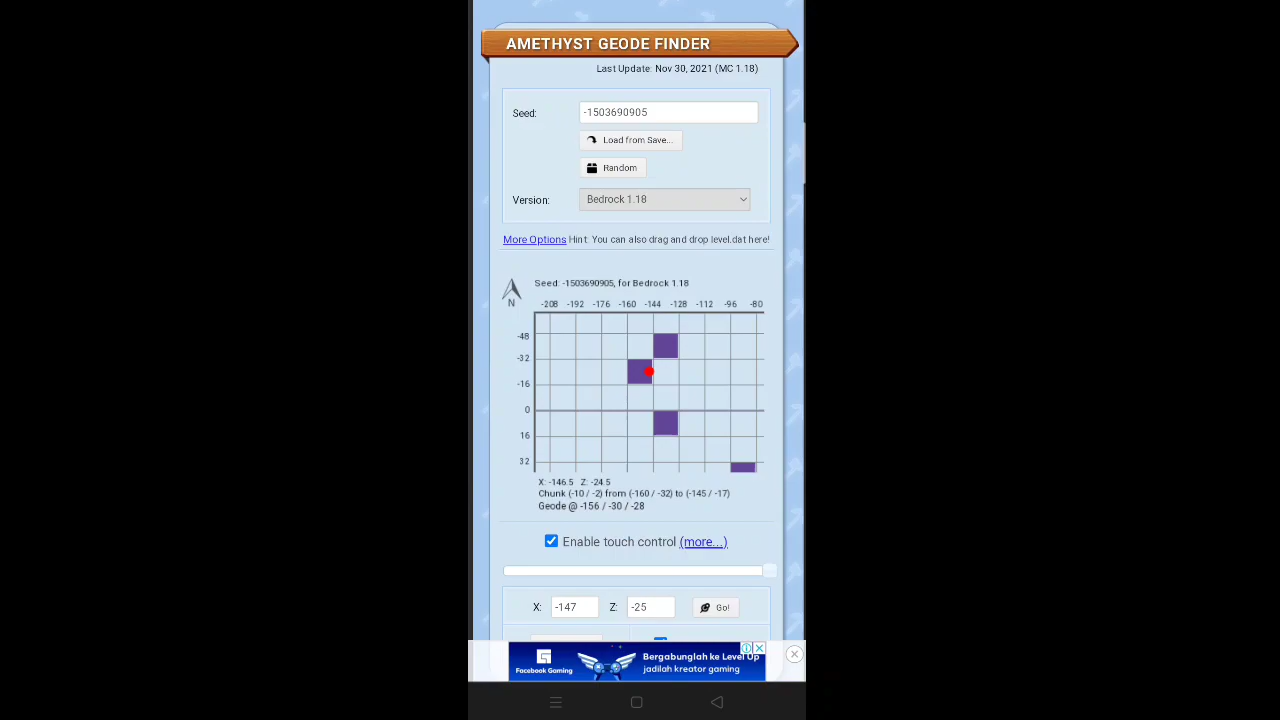 AMETHYST GEODE FINDER
Last Update: Nov 30, 2021 (MC 1.18)
Seed: -1503690905
Load from Save...
Random
Version: Bedrock 1.18
More Options Hint: You can also drag and drop level.dat here!
Seed: -1503690905, for Bedrock 1.18
N
-208 -192 -176 -160 -144 -128 -112 -96 -80
-48
-32
-16
0
16
32
X: -146.5 Z: -24.5
Chunk (-10 / -2) from (-160 / -32) to (-145 / -17)
Geode @ -156 / -30 / -28
Enable touch control (more...)
X: -147 Z: -25 Go!
Facebook Gaming
Bergabunglah ke Level Up
jadilah kreator gaming